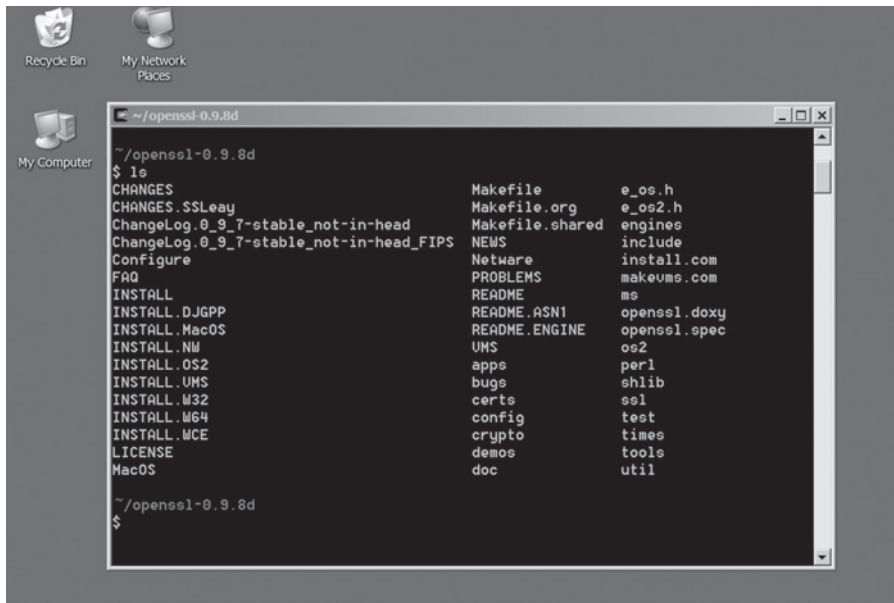 Recycle Bin
My Network
Places
My Computer
~/openssl-0.9.8d
~/openssl-0.9.8d
$ ls
CHANGES Makefile e_os.h
CHANGES.SSLeay Makefile.org e_os2.h
ChangeLog.0_9_7-stable_not-in-head Makefile.shared engines
ChangeLog.0_9_7-stable_not-in-head_FIPS NEWS include
Configure Netware install.com
FAQ PROBLEMS makevms.com
INSTALL README ms
INSTALL.DJGPP README.ASN1 openssl.doxy
INSTALL.MacOS README.ENGINE openssl.spec
INSTALL.NW VMS os2
INSTALL.OS2 apps perl
INSTALL.VMS bugs shlib
INSTALL.W32 certs ssl
INSTALL.W64 config test
INSTALL.WCE crypto times
LICENSE demos tools
MacOS doc util
~/openssl-0.9.8d
$